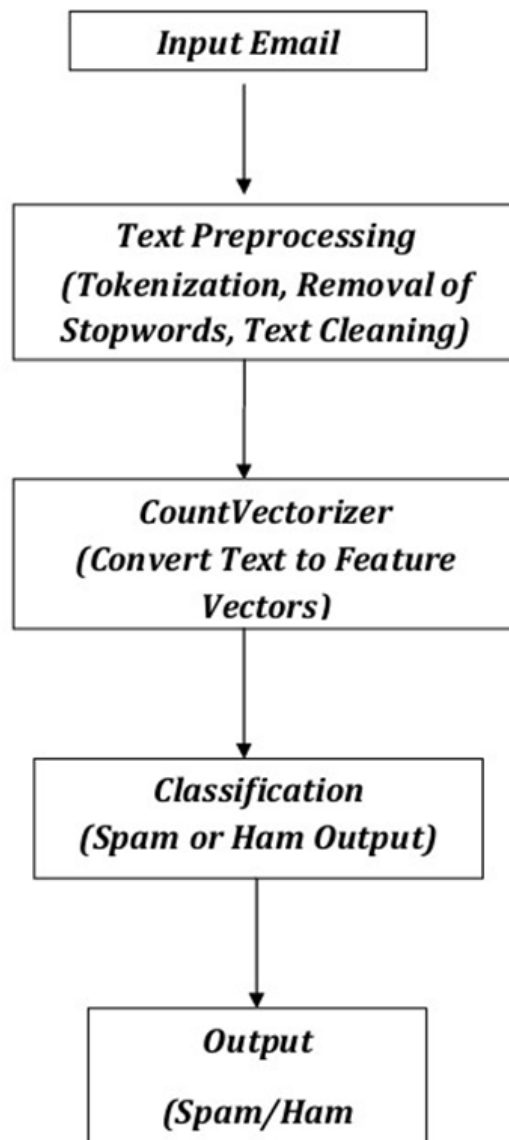 Input Email
Text Preprocessing
(Tokenization, Removal of
Stopwords, Text Cleaning)
CountVectorizer
(Convert Text to Feature
Vectors)
Classification
(Spam or Ham Output)
Output
(Spam/Ham